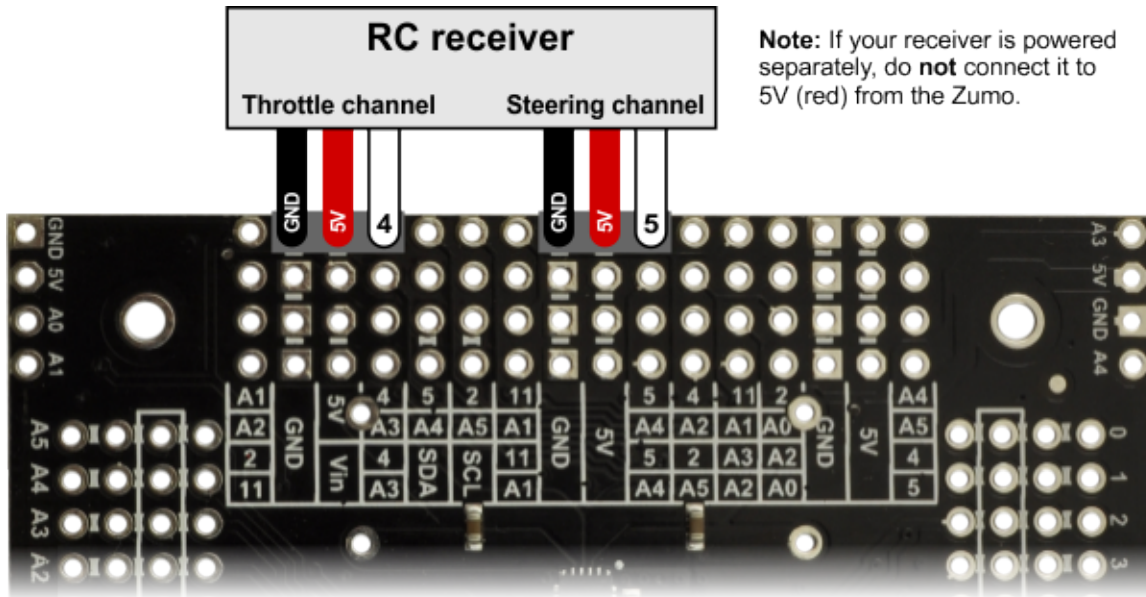 RC receiver
Throttle channel Steering channel
Note: If your receiver is powered
separately, do not connect it to
5V (red) from the Zumo.
GND 5V 4 GND 5V 5
GND 5V A0 A1
A3 5V GND A4
A1 GND 5V 4 5 2 11 GND 5V 5 4 11 2 GND 5V A4
A2 A3 A4 A5 A1 A4 A2 A1 A0 A5
2 Vin 4 SDA SCL 11 5 2 A3 A2 4
11 A3 A1 A4 A5 A2 A0 5
A5 A4 A3 A2
0 1 2 3